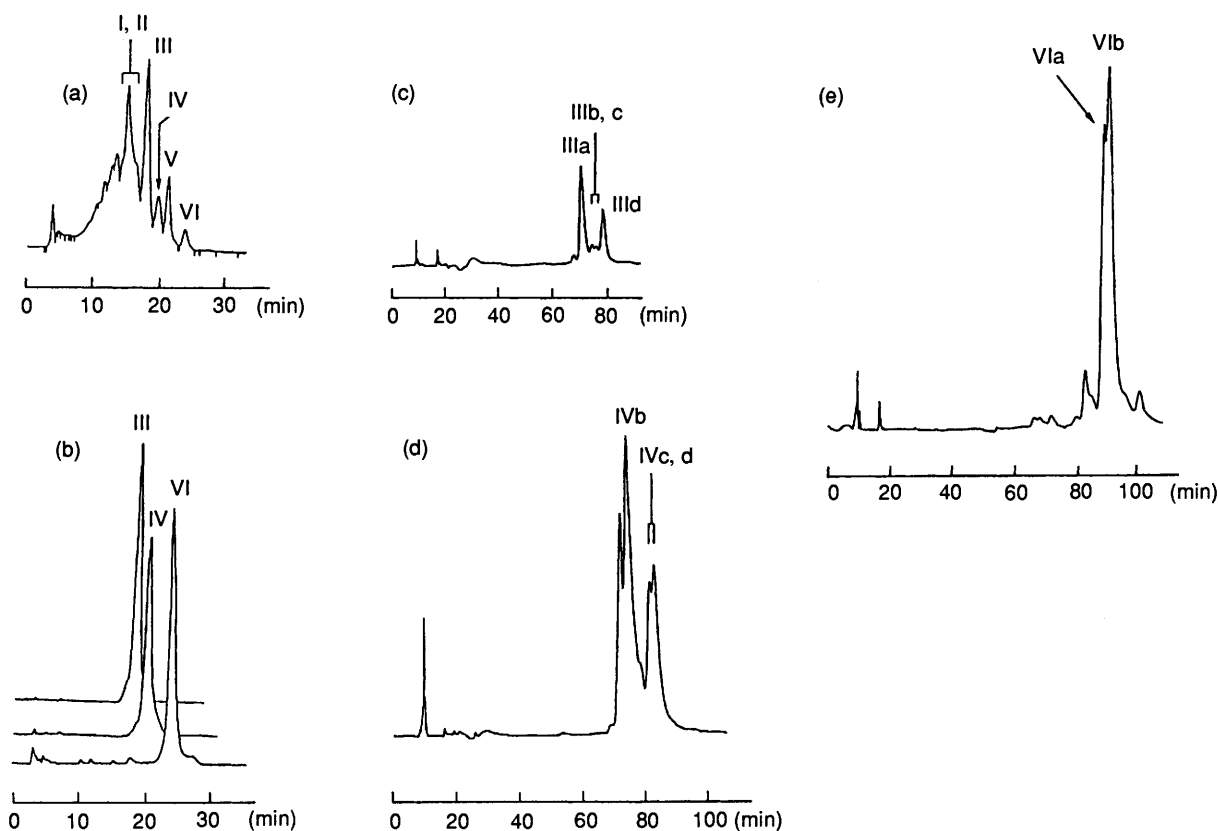 (a)
I, II
III
IV
V
VI
0 10 20 30 (min)
(b)
III
IV
VI
0 10 20 30 (min)
(c)
IIIb, c
IIIa
IIId
0 20 40 60 80 (min)
(d)
IVb
IVc, d
0 20 40 60 80 100 (min)
(e)
VIa
VIb
0 20 40 60 80 100 (min)